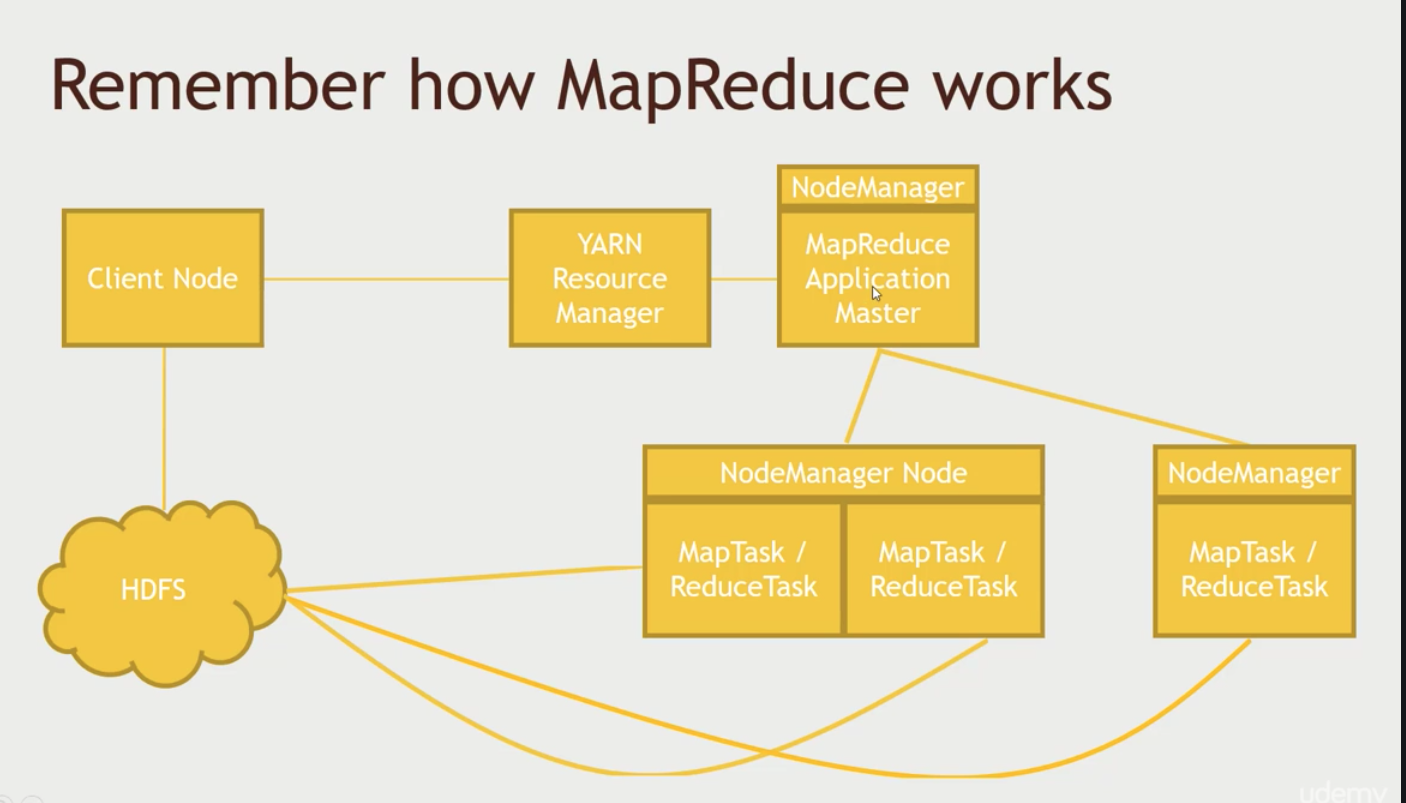 Remember how MapReduce works
NodeManager
Client Node
YARN
Resource
Manager
MapReduce
Application
Master
NodeManager Node
NodeManager
MapTask /
ReduceTask
MapTask /
ReduceTask
MapTask /
ReduceTask
HDFS
udemy